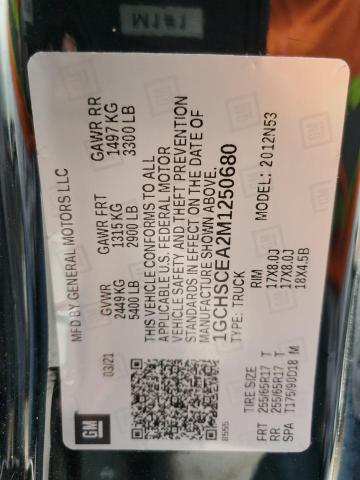 MFD BY GENERAL MOTORS LLC
03/21
GVWR GAWR FRT GAWR RR
2449 KG 1315 KG 1497 KG
5400 LB 2900 LB 3300 LB
THIS VEHICLE CONFORMS TO ALL
APPLICABLE U.S. FEDERAL MOTOR
VEHICLE SAFETY AND THEFT PREVENTION
STANDARDS IN EFFECT ON THE DATE OF
MANUFACTURE SHOWN ABOVE.
1GCHSCEA2M1250680
TYPE: TRUCK MODEL: 2012N53
TIRE SIZE RIM
FRT 255/65R17 T 17X8.0J
RR 255/65R17 T 17X8.0J
SPA T175/90D18 M 18X4.5B
GM
8555